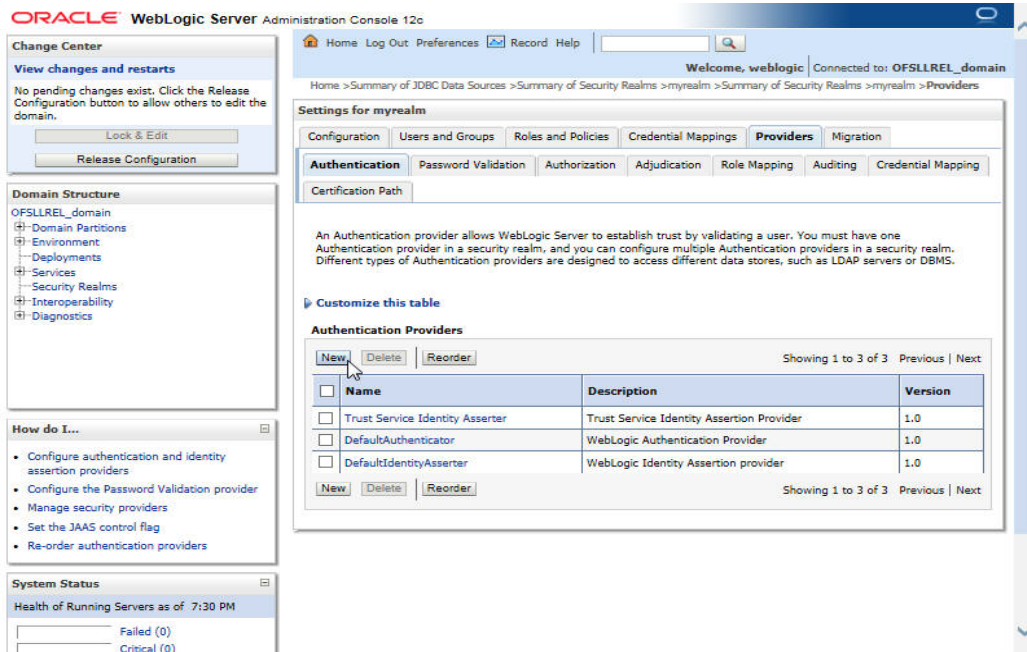 ORACLE WebLogic Server Administration Console 12c
Change Center
View changes and restarts
No pending changes exist. Click the Release
Configuration button to allow others to edit the
domain.
Lock & Edit
Release Configuration
Domain Structure
OFSLLREL_domain
Domain Partitions
Environment
Deployments
Services
Security Realms
Interoperability
Diagnostics
How do I...
• Configure authentication and identity
assertion providers
• Configure the Password Validation provider
• Manage security providers
• Set the JAAS control flag
• Re-order authentication providers
System Status
Health of Running Servers as of 7:30 PM
Failed (0)
Critical (0)
Home Log Out Preferences Record Help
Welcome, weblogic Connected to: OFSLLREL_domain
Home >Summary of JDBC Data Sources >Summary of Security Realms >myrealm >Summary of Security Realms >myrealm >Providers
Settings for myrealm
Configuration Users and Groups Roles and Policies Credential Mappings Providers Migration
Authentication Password Validation Authorization Adjudication Role Mapping Auditing Credential Mapping
Certification Path
An Authentication provider allows WebLogic Server to establish trust by validating a user. You must have one
Authentication provider in a security realm, and you can configure multiple Authentication providers in a security realm.
Different types of Authentication providers are designed to access different data stores, such as LDAP servers or DBMS.
Customize this table
Authentication Providers
New Delete Reorder Showing 1 to 3 of 3 Previous | Next
Name Description Version
Trust Service Identity Asserter Trust Service Identity Assertion Provider 1.0
DefaultAuthenticator WebLogic Authentication Provider 1.0
DefaultIdentityAsserter WebLogic Identity Assertion provider 1.0
New Delete Reorder Showing 1 to 3 of 3 Previous | Next